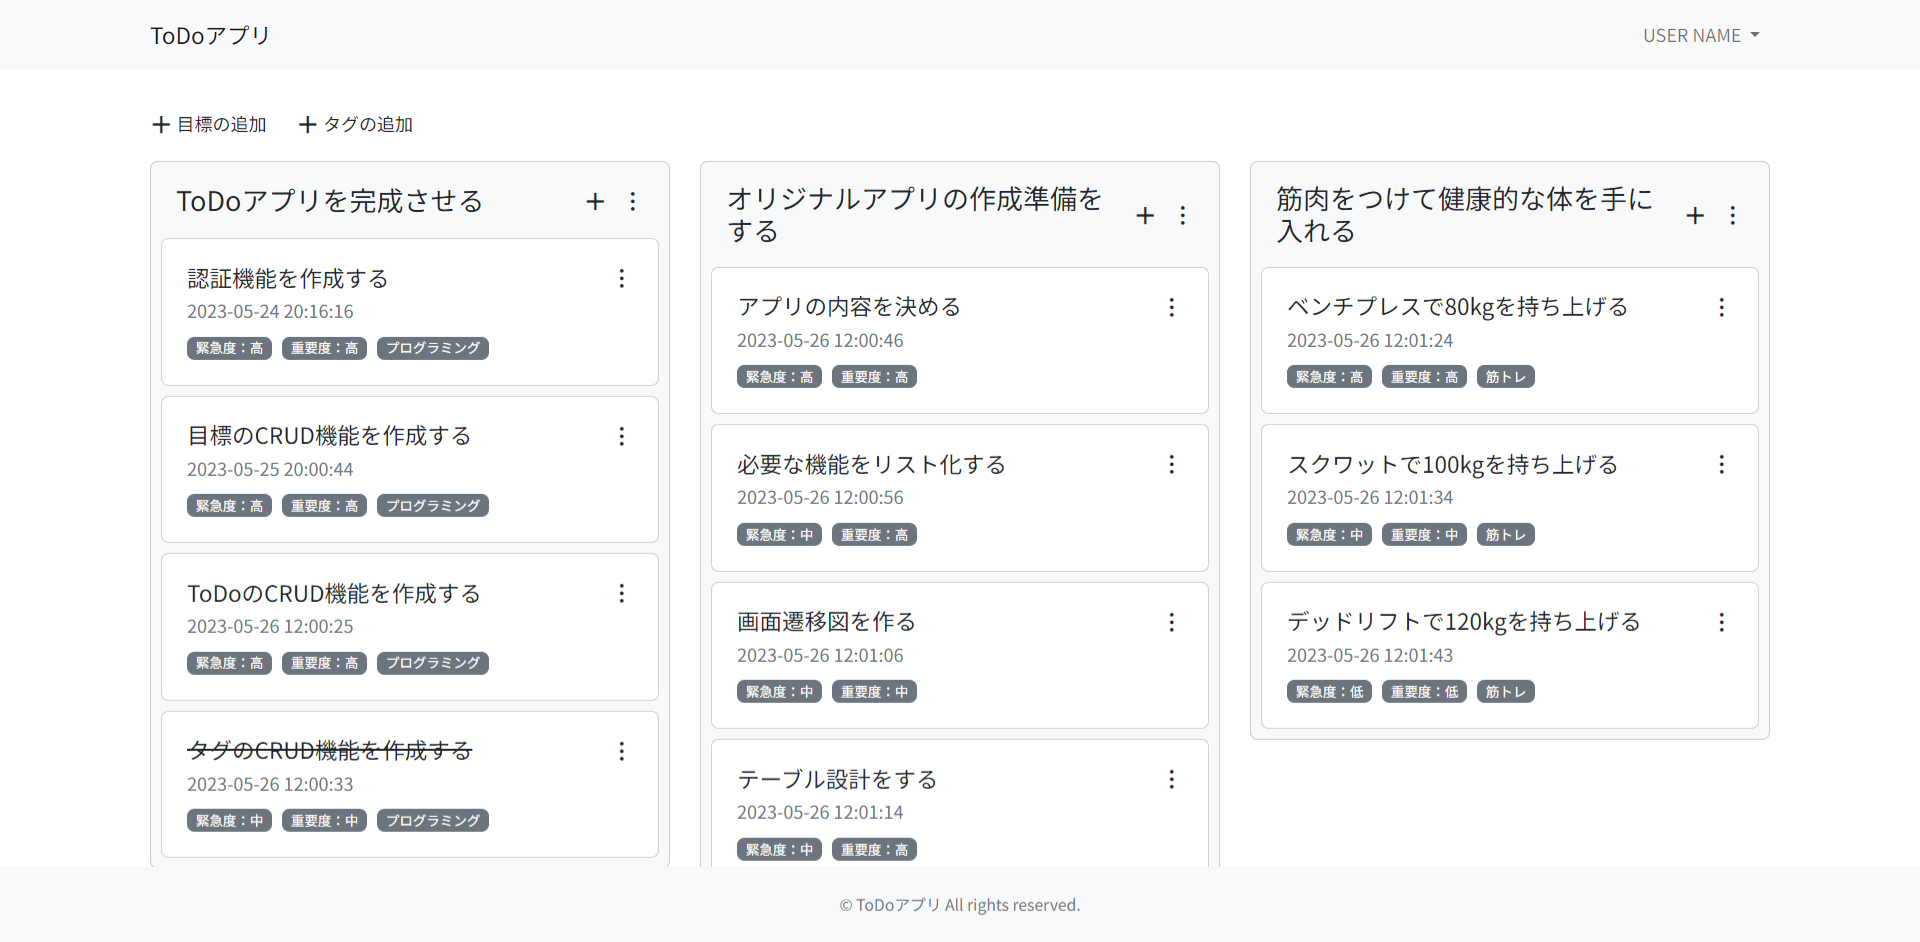 ToDoアプリ
USER NAME
目標の追加
タグの追加
ToDoアプリを完成させる
認証機能を作成する
2023-05-24 20:16:16
緊急度：高 重要度：高 プログラミング
目標のCRUD機能を作成する
2023-05-25 20:00:44
緊急度：高 重要度：高 プログラミング
ToDoのCRUD機能を作成する
2023-05-26 12:00:25
緊急度：高 重要度：高 プログラミング
タグのCRUD機能を作成する
2023-05-26 12:00:33
緊急度：中 重要度：中 プログラミング
オリジナルアプリの作成準備を
する
アプリの内容を決める
2023-05-26 12:00:46
緊急度：高 重要度：高
必要な機能をリスト化する
2023-05-26 12:00:56
緊急度：中 重要度：高
画面遷移図を作る
2023-05-26 12:01:06
緊急度：中 重要度：中
テーブル設計をする
2023-05-26 12:01:14
緊急度：中 重要度：高
筋肉をつけて健康的な体を手に
入れる
ベンチプレスで80kgを持ち上げる
2023-05-26 12:01:24
緊急度：高 重要度：高 筋トレ
スクワットで100kgを持ち上げる
2023-05-26 12:01:34
緊急度：中 重要度：中 筋トレ
デッドリフトで120kgを持ち上げる
2023-05-26 12:01:43
緊急度：低 重要度：低 筋トレ
© ToDoアプリ All rights reserved.